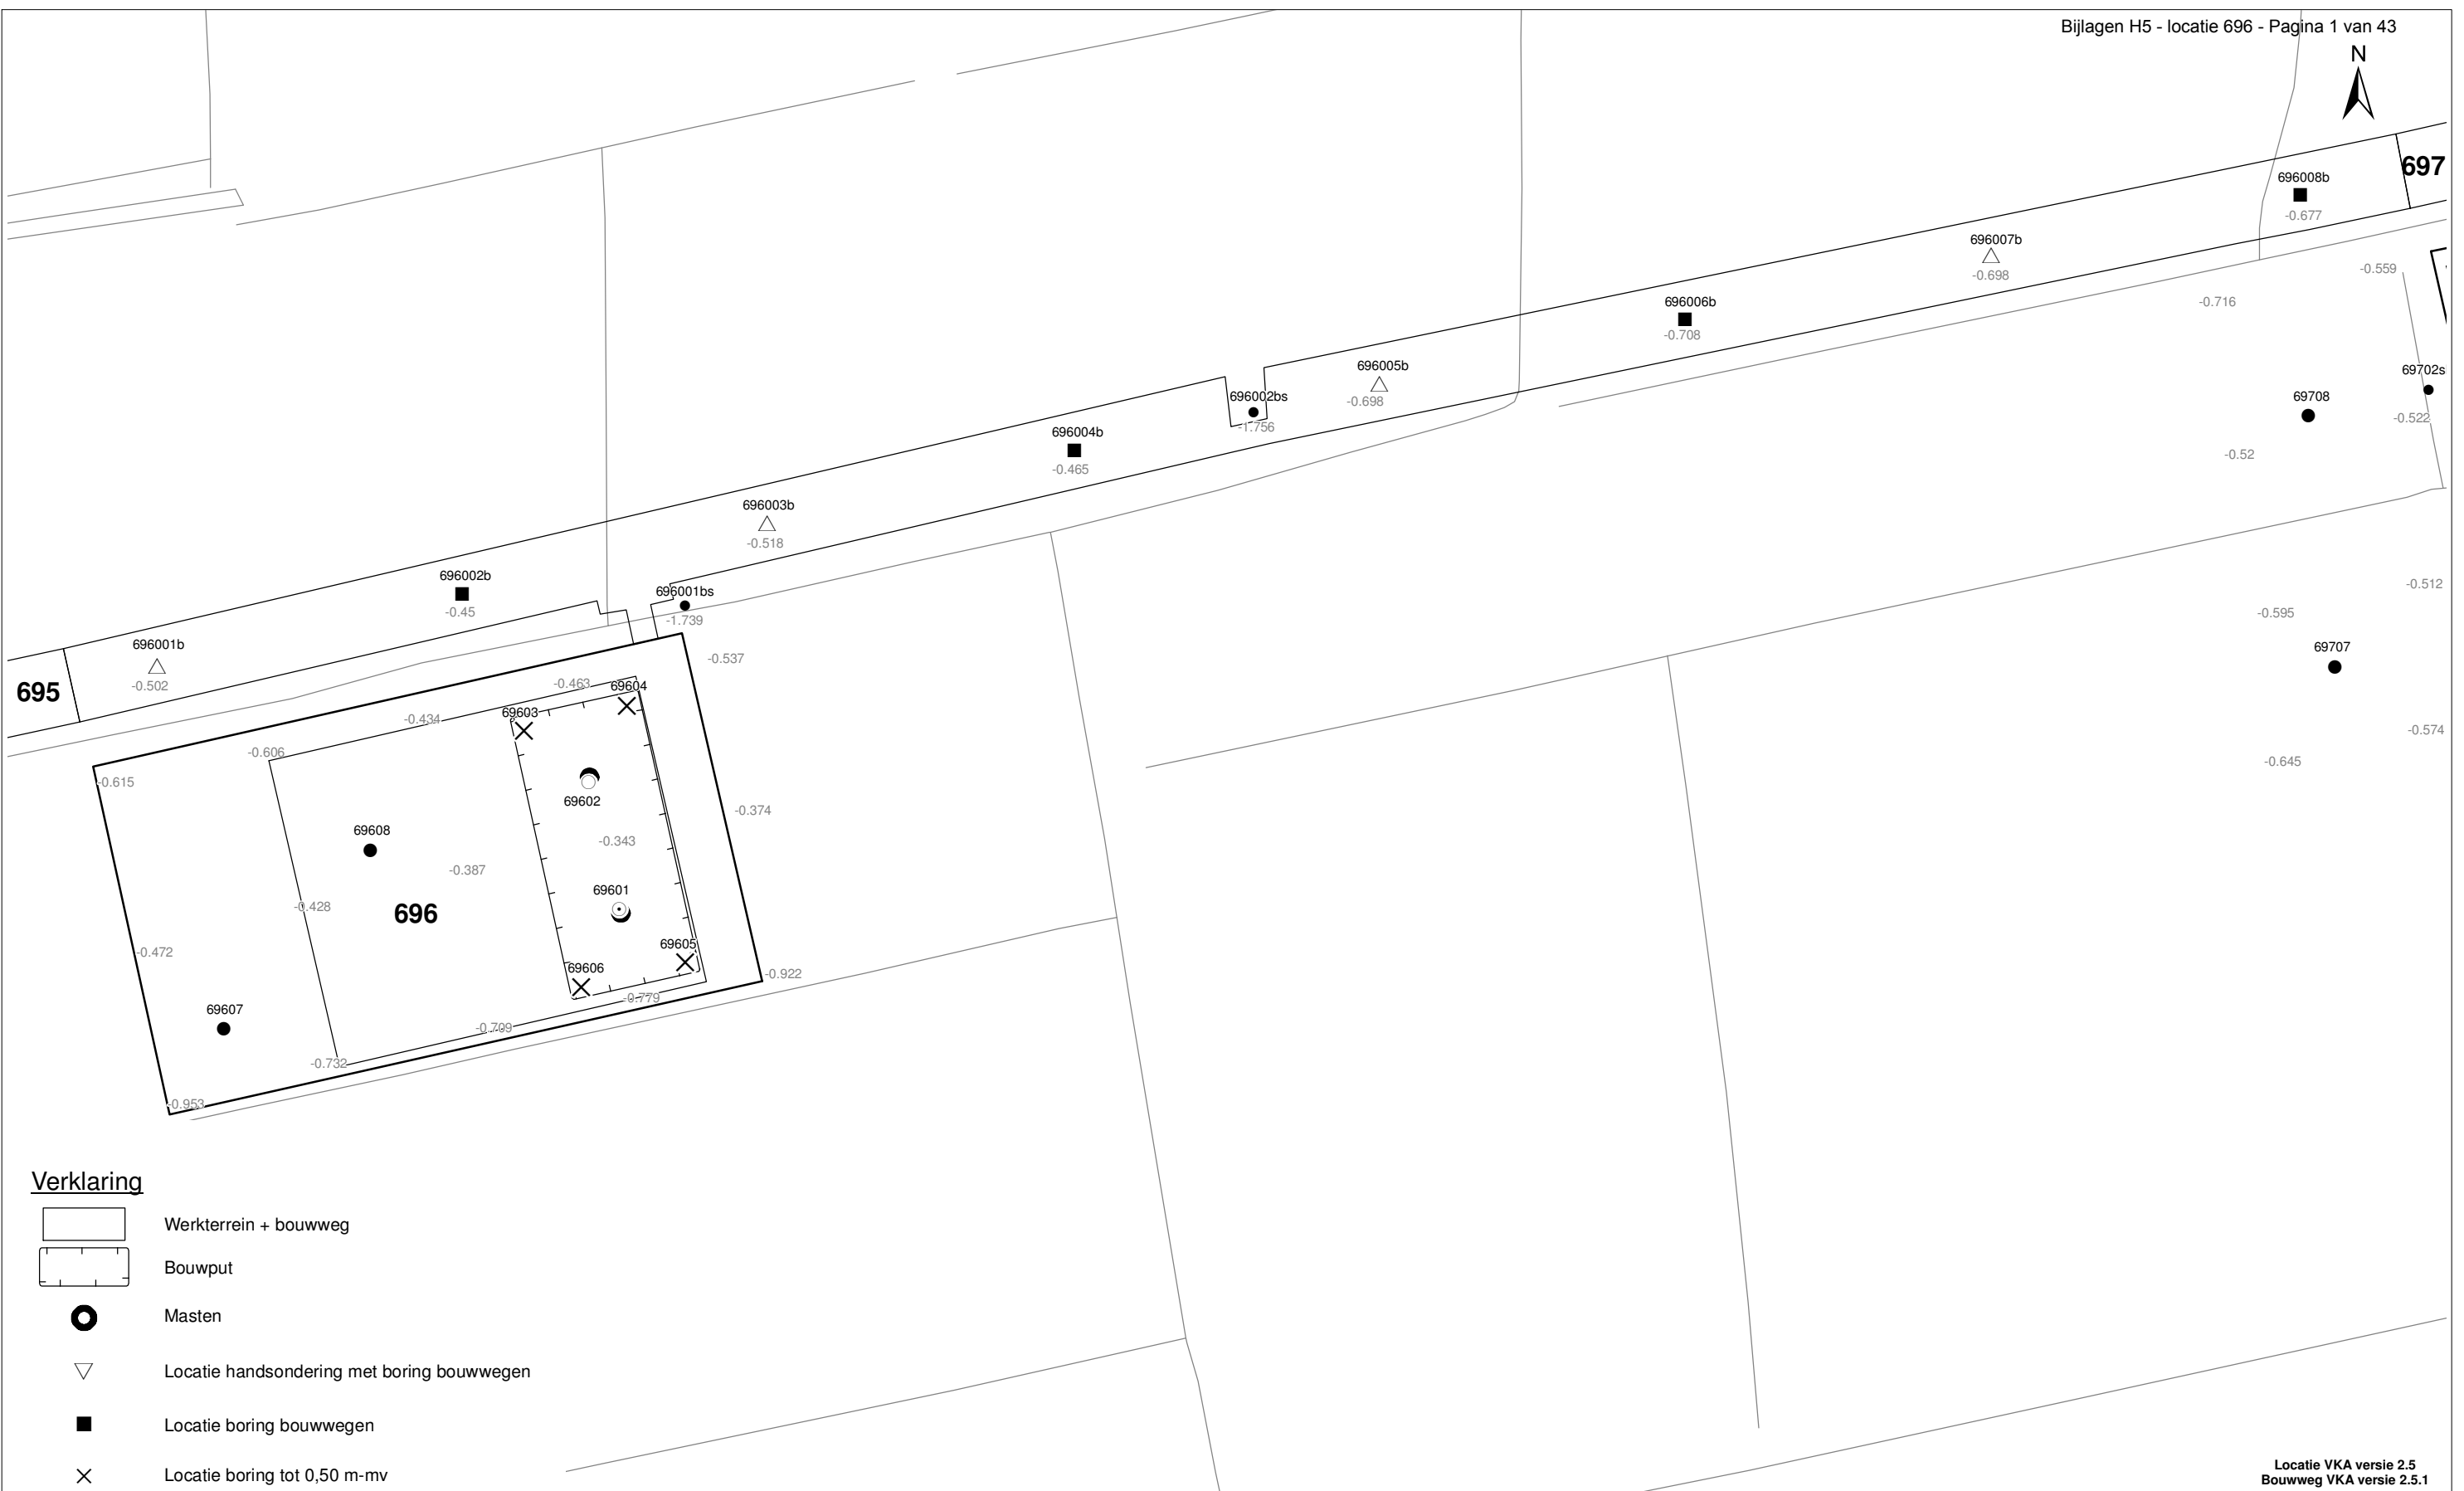 Bijlagen H5 - locatie 696 - Pagina 1 van 43
N
697
696008b
-0.677
696007b
-0.698
-0.559
-0.716
696006b
-0.708
696005b
-0.698
69702s
69708
-0.522
696002bs
-1.756
696004b
-0.465
-0.52
696003b
-0.518
696002b
-0.45
696001bs
-1.739
-0.512
-0.595
696001b
-0.502
695
-0.537
69707
-0.463
69604
69603
-0.434
-0.606
-0.615
-0.574
-0.645
69602
-0.374
69608
-0.343
-0.387
69601
-0.428
696
-0.472
69605
69606
-0.922
-0.779
69607
-0.709
-0.732
-0.953
Verklaring
Werkterrein + bouwweg
Bouwput
Masten
Locatie handsondering met boring bouwwegen
Locatie boring bouwwegen
Locatie boring tot 0,50 m-mv
Locatie VKA versie 2.5
Bouwweg VKA versie 2.5.1